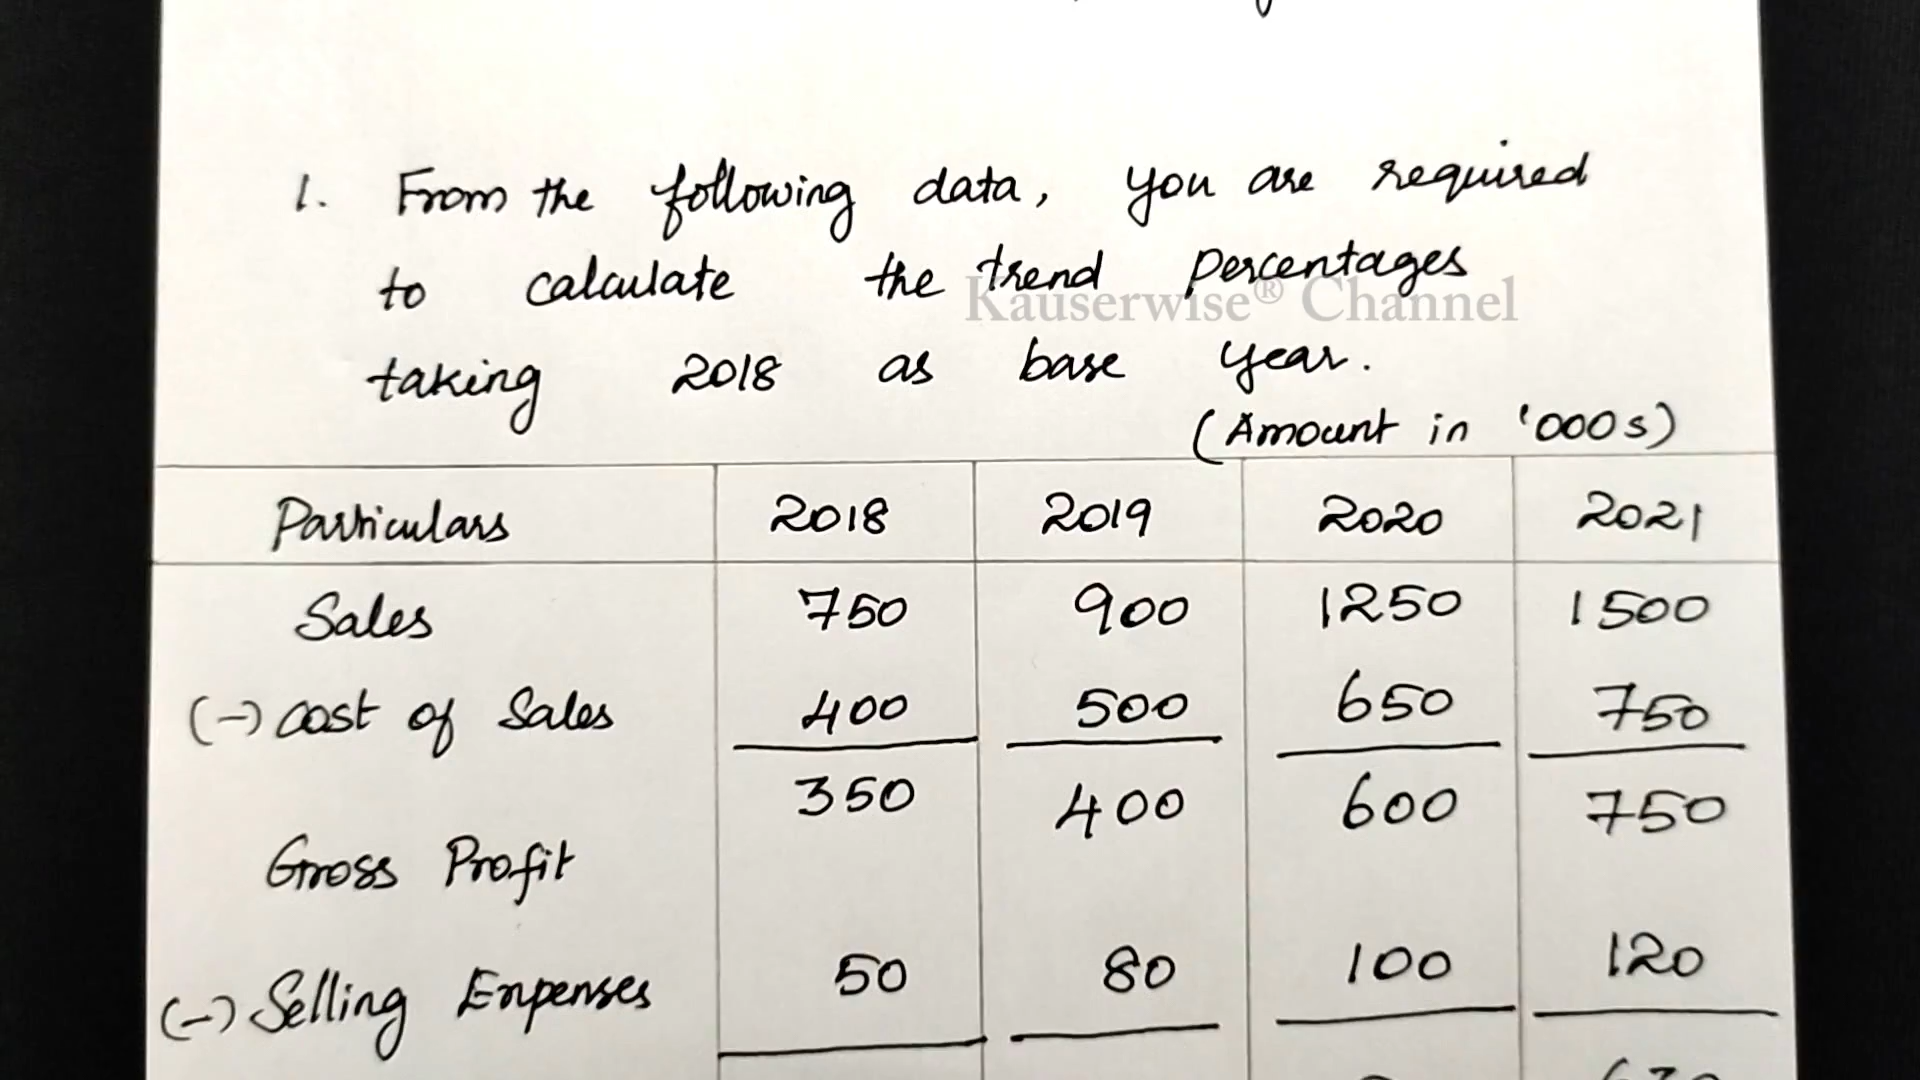 1. From the following data, you are required
to calculate the trend percentages
Kauserwise® Channel
taking 2018 as base year.
(Amount in '000s)
Particulars 2018 2019 2020 2021
Sales 750 900 1250 1500
(-) cost of Sales 400 500 650 750
350 400 600 750
Gross Profit
(-) Selling Expenses 50 80 100 120